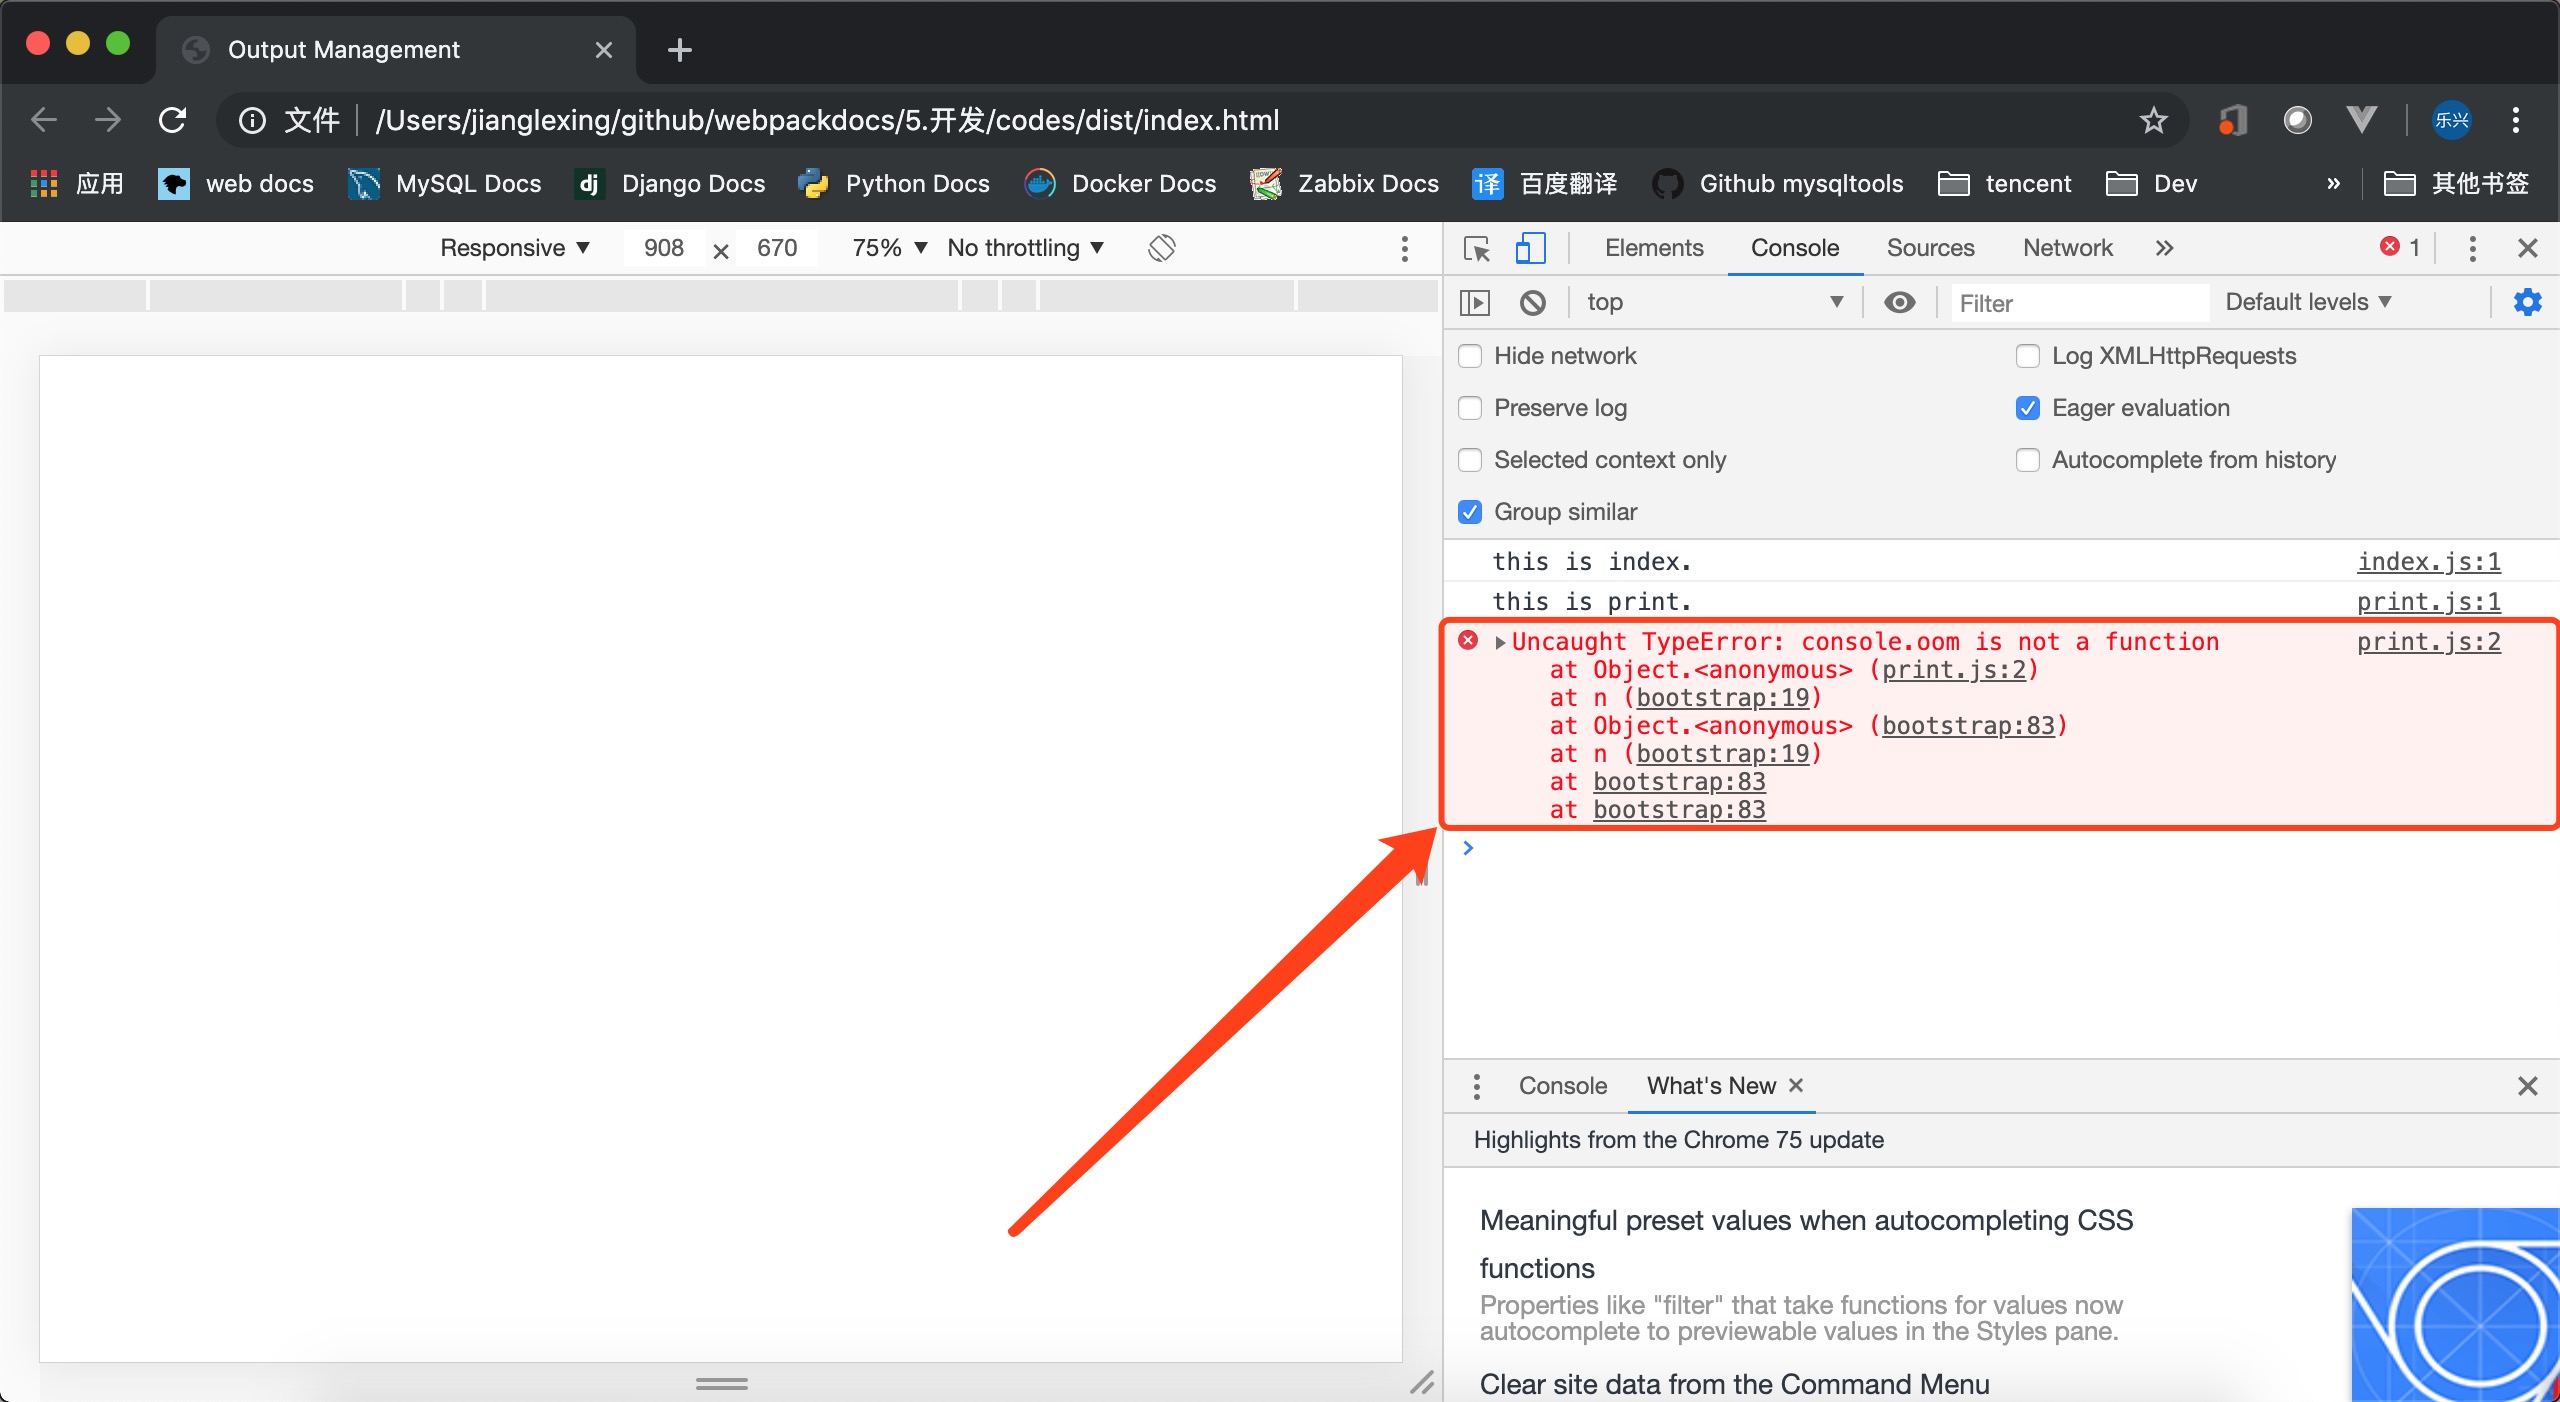 Output Management
文件 /Users/jianglexing/github/webpackdocs/5.开发/codes/dist/index.html
乐兴
应用 web docs MySQL Docs dj Django Docs Python Docs Docker Docs Zabbix Docs 译 百度翻译 Github mysqltools tencent Dev » 其他书签
Responsive ▼ 908 × 670 75% ▼ No throttling ▼
Elements Console Sources Network » 1
top ▼ Filter Default levels ▼
Hide network Log XMLHttpRequests
Preserve log Eager evaluation
Selected context only Autocomplete from history
Group similar
this is index. index.js:1
this is print. print.js:1
Uncaught TypeError: console.oom is not a function print.js:2
at Object.<anonymous> (print.js:2)
at n (bootstrap:19)
at Object.<anonymous> (bootstrap:83)
at n (bootstrap:19)
at bootstrap:83
at bootstrap:83
Console What's New
Highlights from the Chrome 75 update
Meaningful preset values when autocompleting CSS
functions
Properties like "filter" that take functions for values now
autocomplete to previewable values in the Styles pane.
Clear site data from the Command Menu